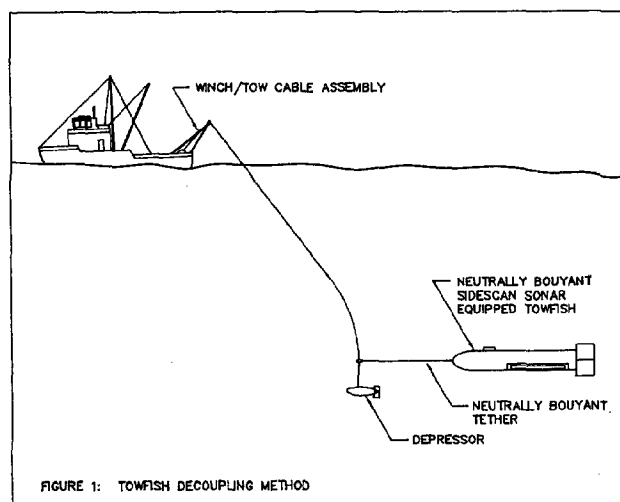 WINCH/TOW CABLE ASSEMBLY
NEUTRALLY BOUYANT
SIDESCAN SONAR
EQUIPPED TOWFISH
NEUTRALLY BOUYANT
TETHER
DEPRESSOR
FIGURE 1: TOWFISH DECOUPLING METHOD